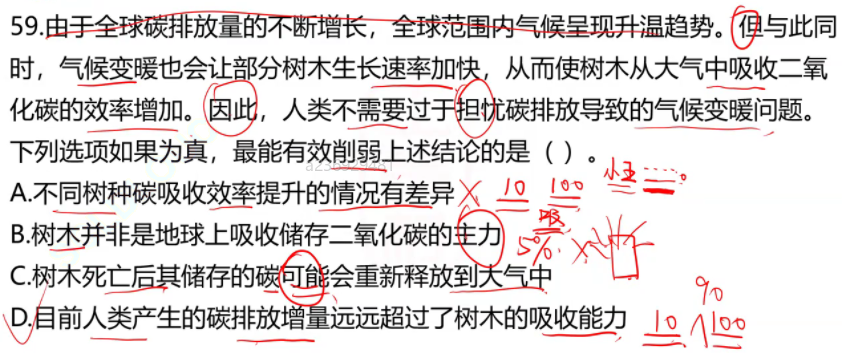 59.由于全球碳排放量的不断增长，全球范围内气候呈现升温趋势。但与此同
时，气候变暖也会让部分树木生长速率加快，从而使树木从大气中吸收二氧
化碳的效率增加。因此，人类不需要过于担忧碳排放导致的气候变暖问题。
下列选项如果为真，最能有效削弱上述结论的是（ ）。
A.不同树种碳吸收效率提升的情况有差异 10 100
B.树木并非是地球上吸收储存二氧化碳的主力 吸 5%
C.树木死亡后其储存的碳可能会重新释放到大气中
90
D.目前人类产生的碳排放增量远远超过了树木的吸收能力 10 100